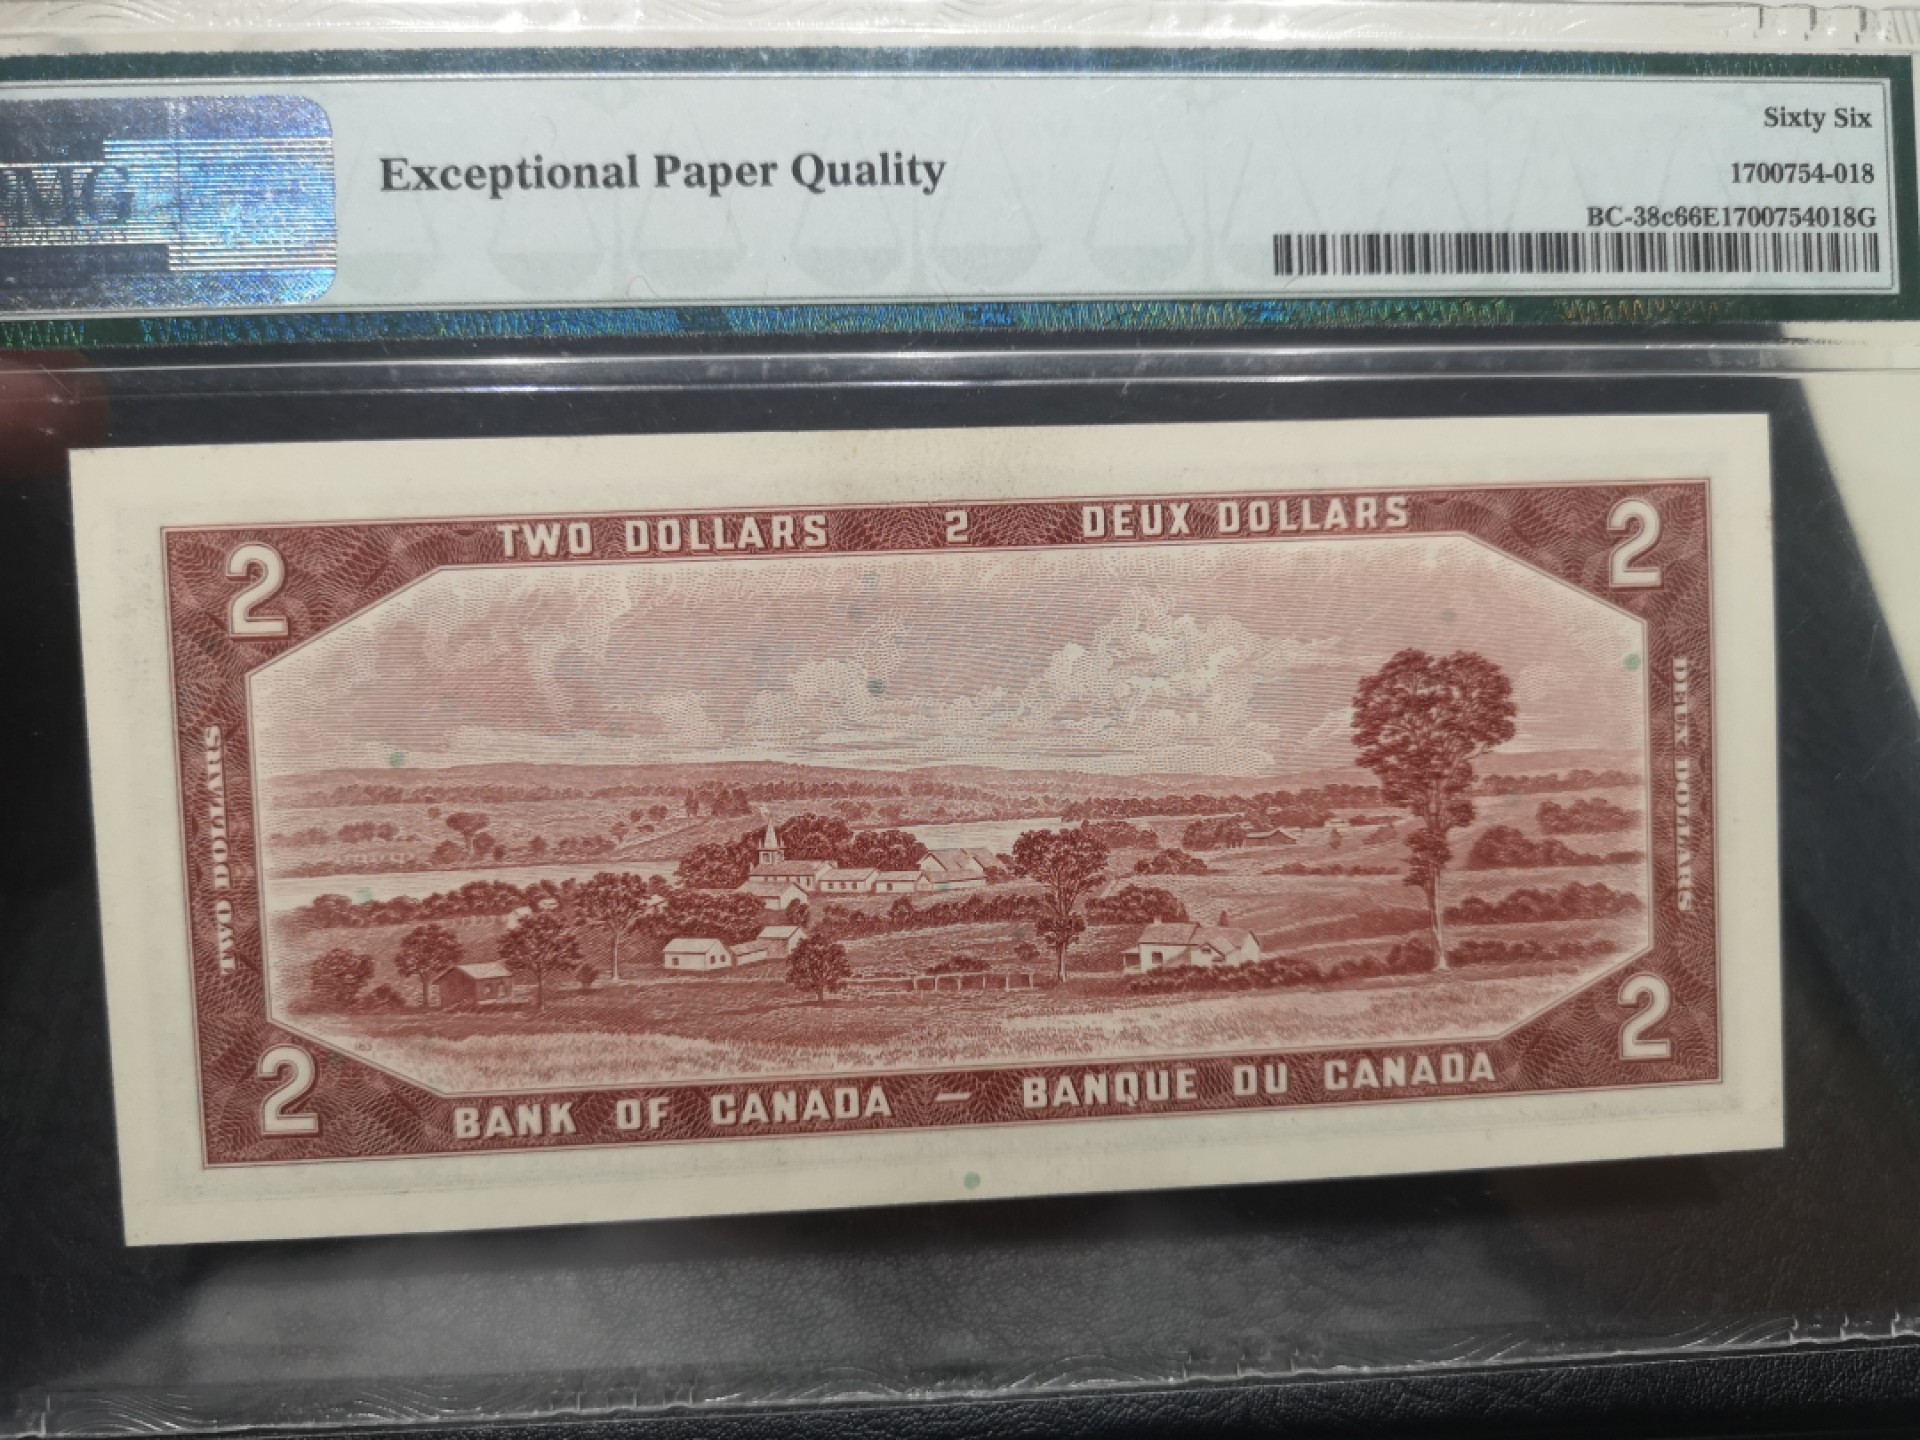 Sixty Six
Exceptional Paper Quality
1700754-018
BC-38c66E1700754018G
MG
TWO DOLLARS 2 DEUX DOLLARS
2 2
TWO DOLLARS
DEUX DOLLARS
2 2
BANK OF CANADA – BANQUE DU CANADA